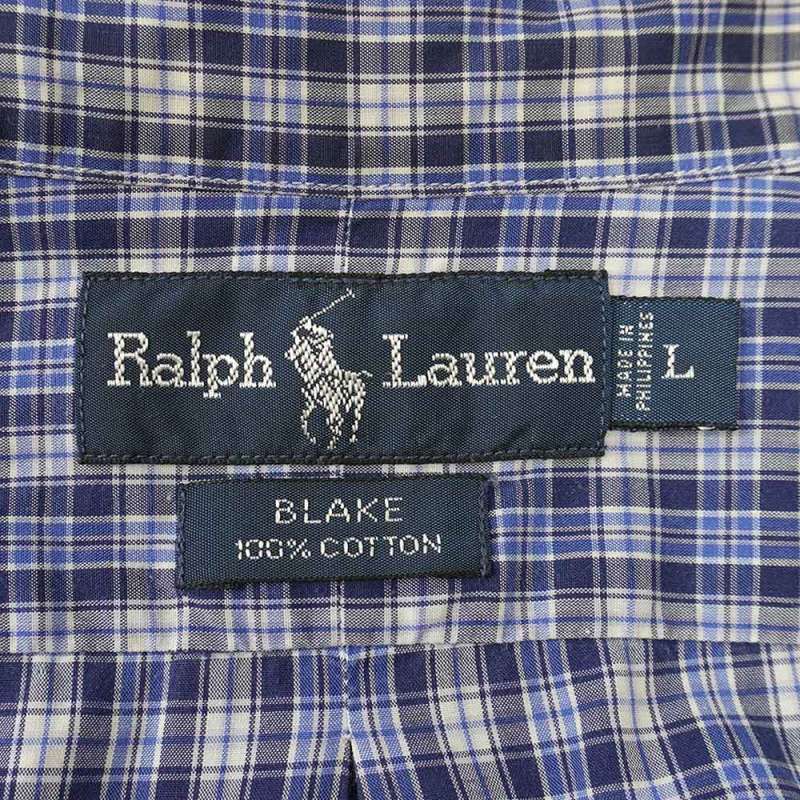 Ralph Lauren
MADE IN
PHILIPPINES
L
BLAKE
100% COTTON